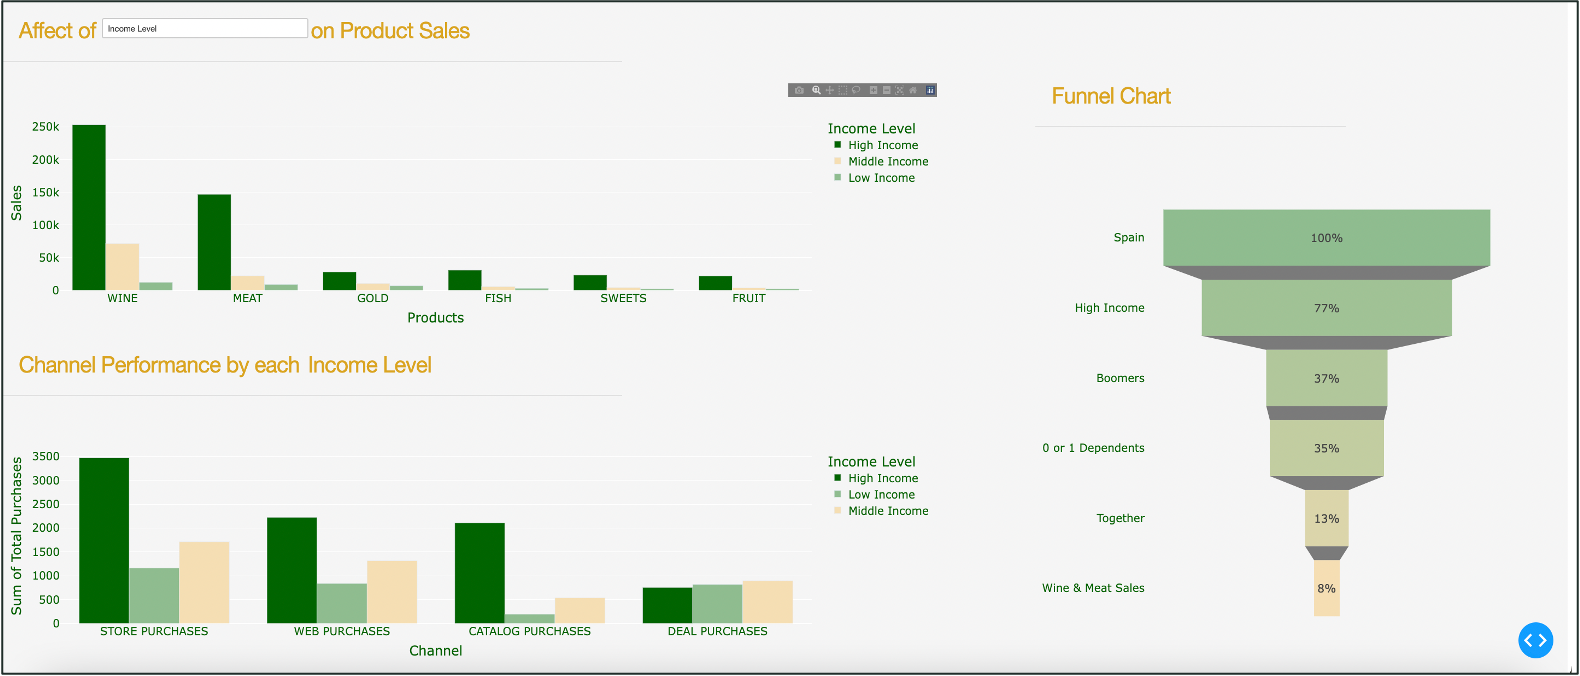 Affect of Income Level on Product Sales
250k
200k
150k
100k
50k
0
Sales
WINE MEAT GOLD FISH SWEETS FRUIT
Products
Income Level
High Income
Middle Income
Low Income
Channel Performance by each Income Level
3500
3000
2500
2000
1500
1000
500
0
Sum of Total Purchases
STORE PURCHASES WEB PURCHASES CATALOG PURCHASES DEAL PURCHASES
Channel
Income Level
High Income
Low Income
Middle Income
Funnel Chart
Spain 100%
High Income 77%
Boomers 37%
0 or 1 Dependents 35%
Together 13%
Wine & Meat Sales 8%